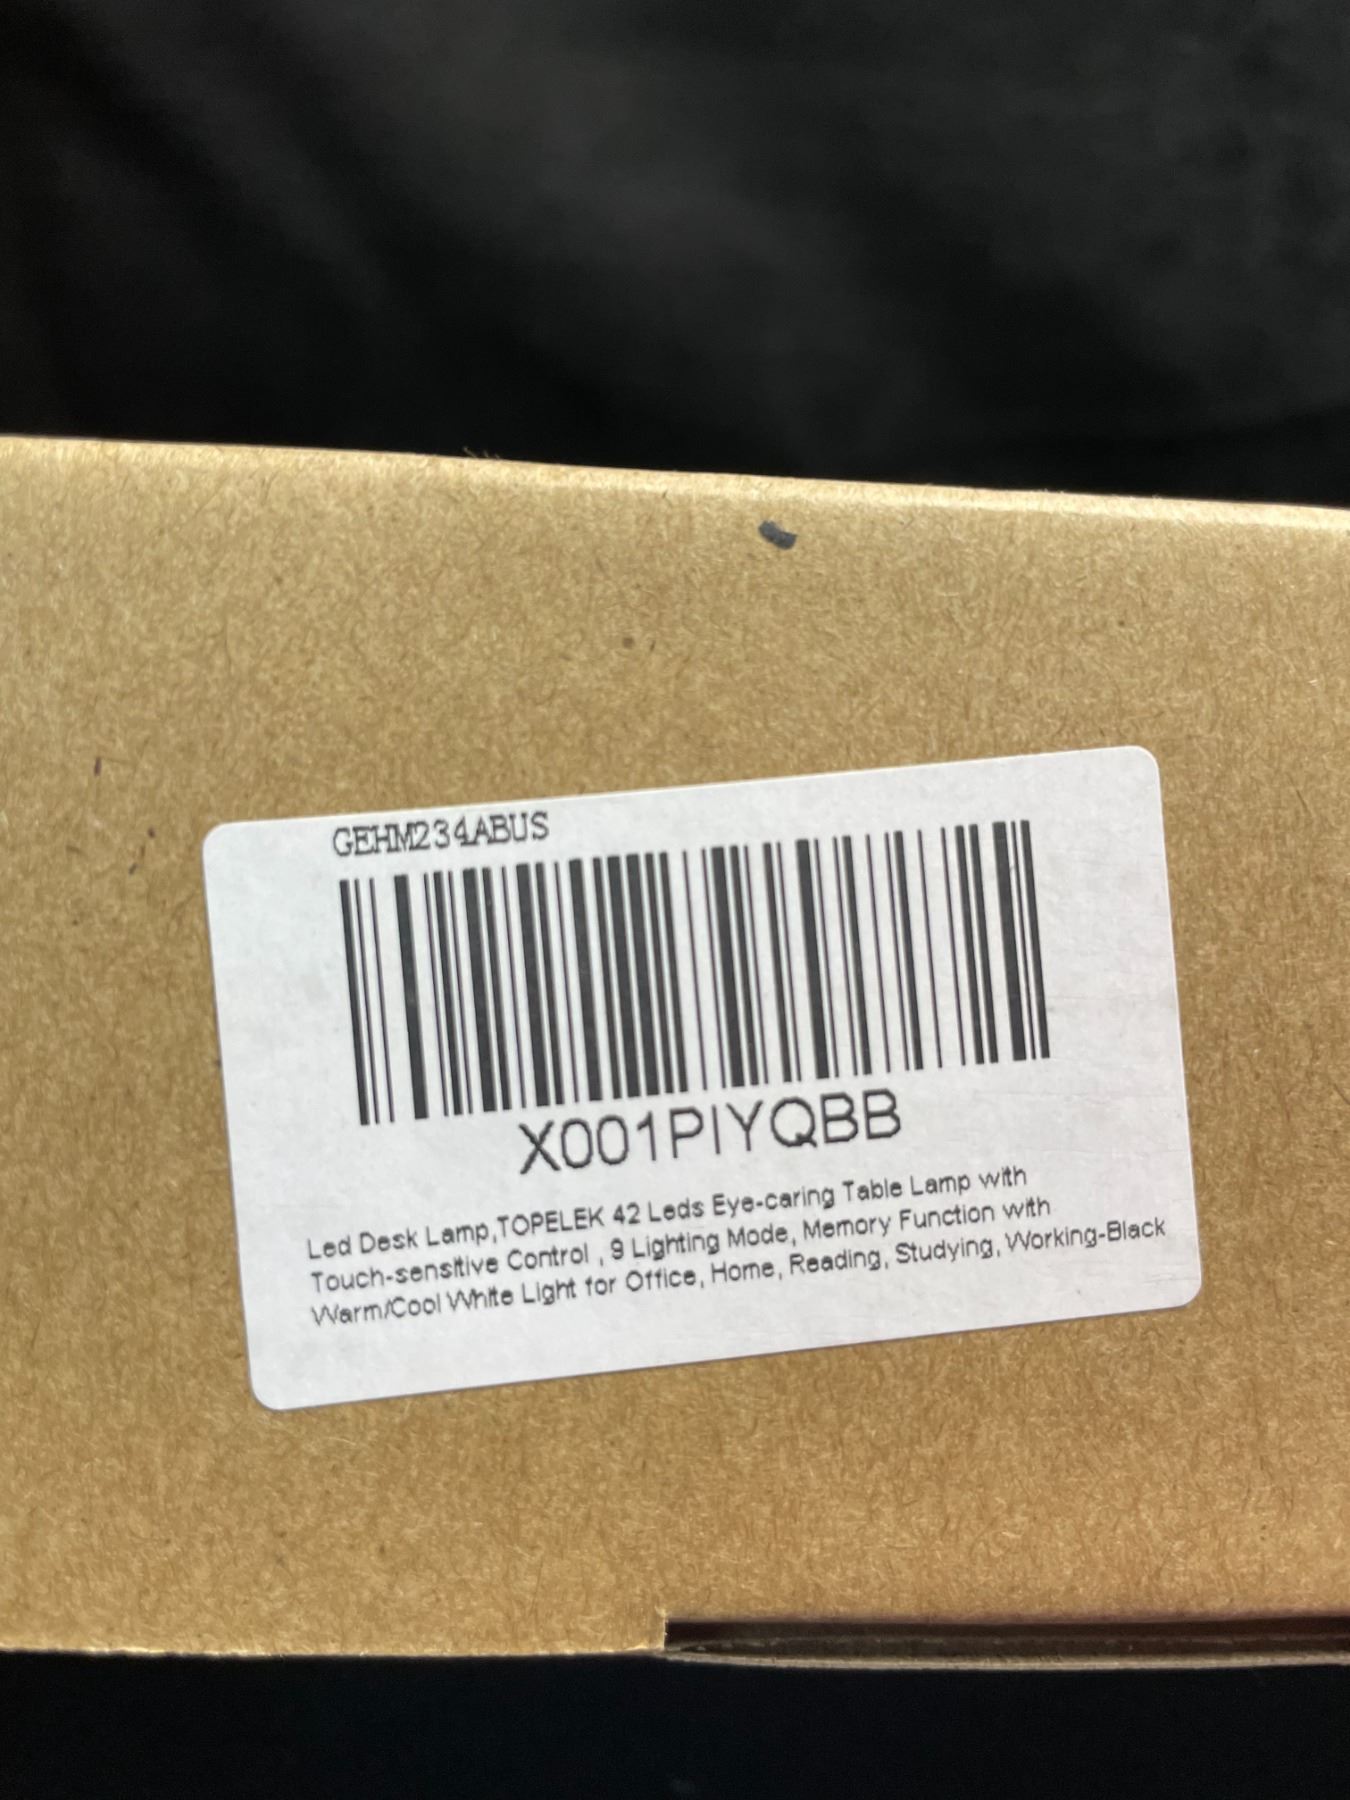 GEHM234ABUS
X001PIYQBB
Led Desk Lamp,TOPELEK 42 Leds Eye-caring Table Lamp with
Touch-sensitive Control , 9 Lighting Mode, Memory Function with
Warm/Cool White Light for Office, Home, Reading, Studying, Working-Black